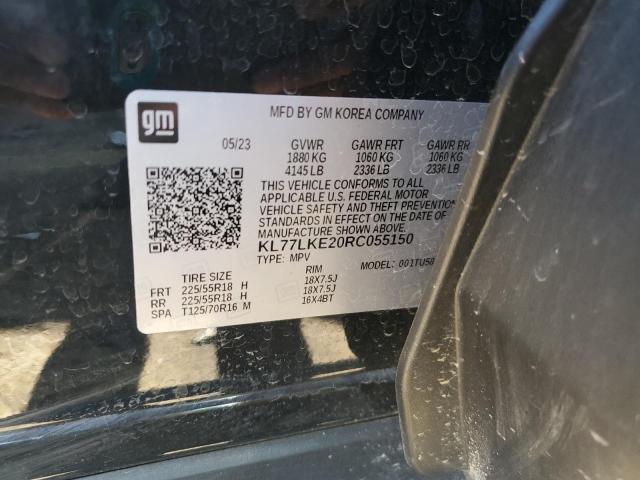 gm
MFD BY GM KOREA COMPANY
05/23 GVWR GAWR FRT GAWR RR
1880 KG 1060 KG 1060 KG
4145 LB 2336 LB 2336 LB
THIS VEHICLE CONFORMS TO ALL
APPLICABLE U.S. FEDERAL MOTOR
VEHICLE SAFETY AND THEFT PREVENTION
STANDARDS IN EFFECT ON THE DATE OF
MANUFACTURE SHOWN ABOVE.
KL77LKE20RC055150
TYPE: MPV MODEL: 001TU58
TIRE SIZE RIM
FRT 225/55R18 H 18X7.5J
RR 225/55R18 H 18X7.5J
SPA T125/70R16 M 16X4BT